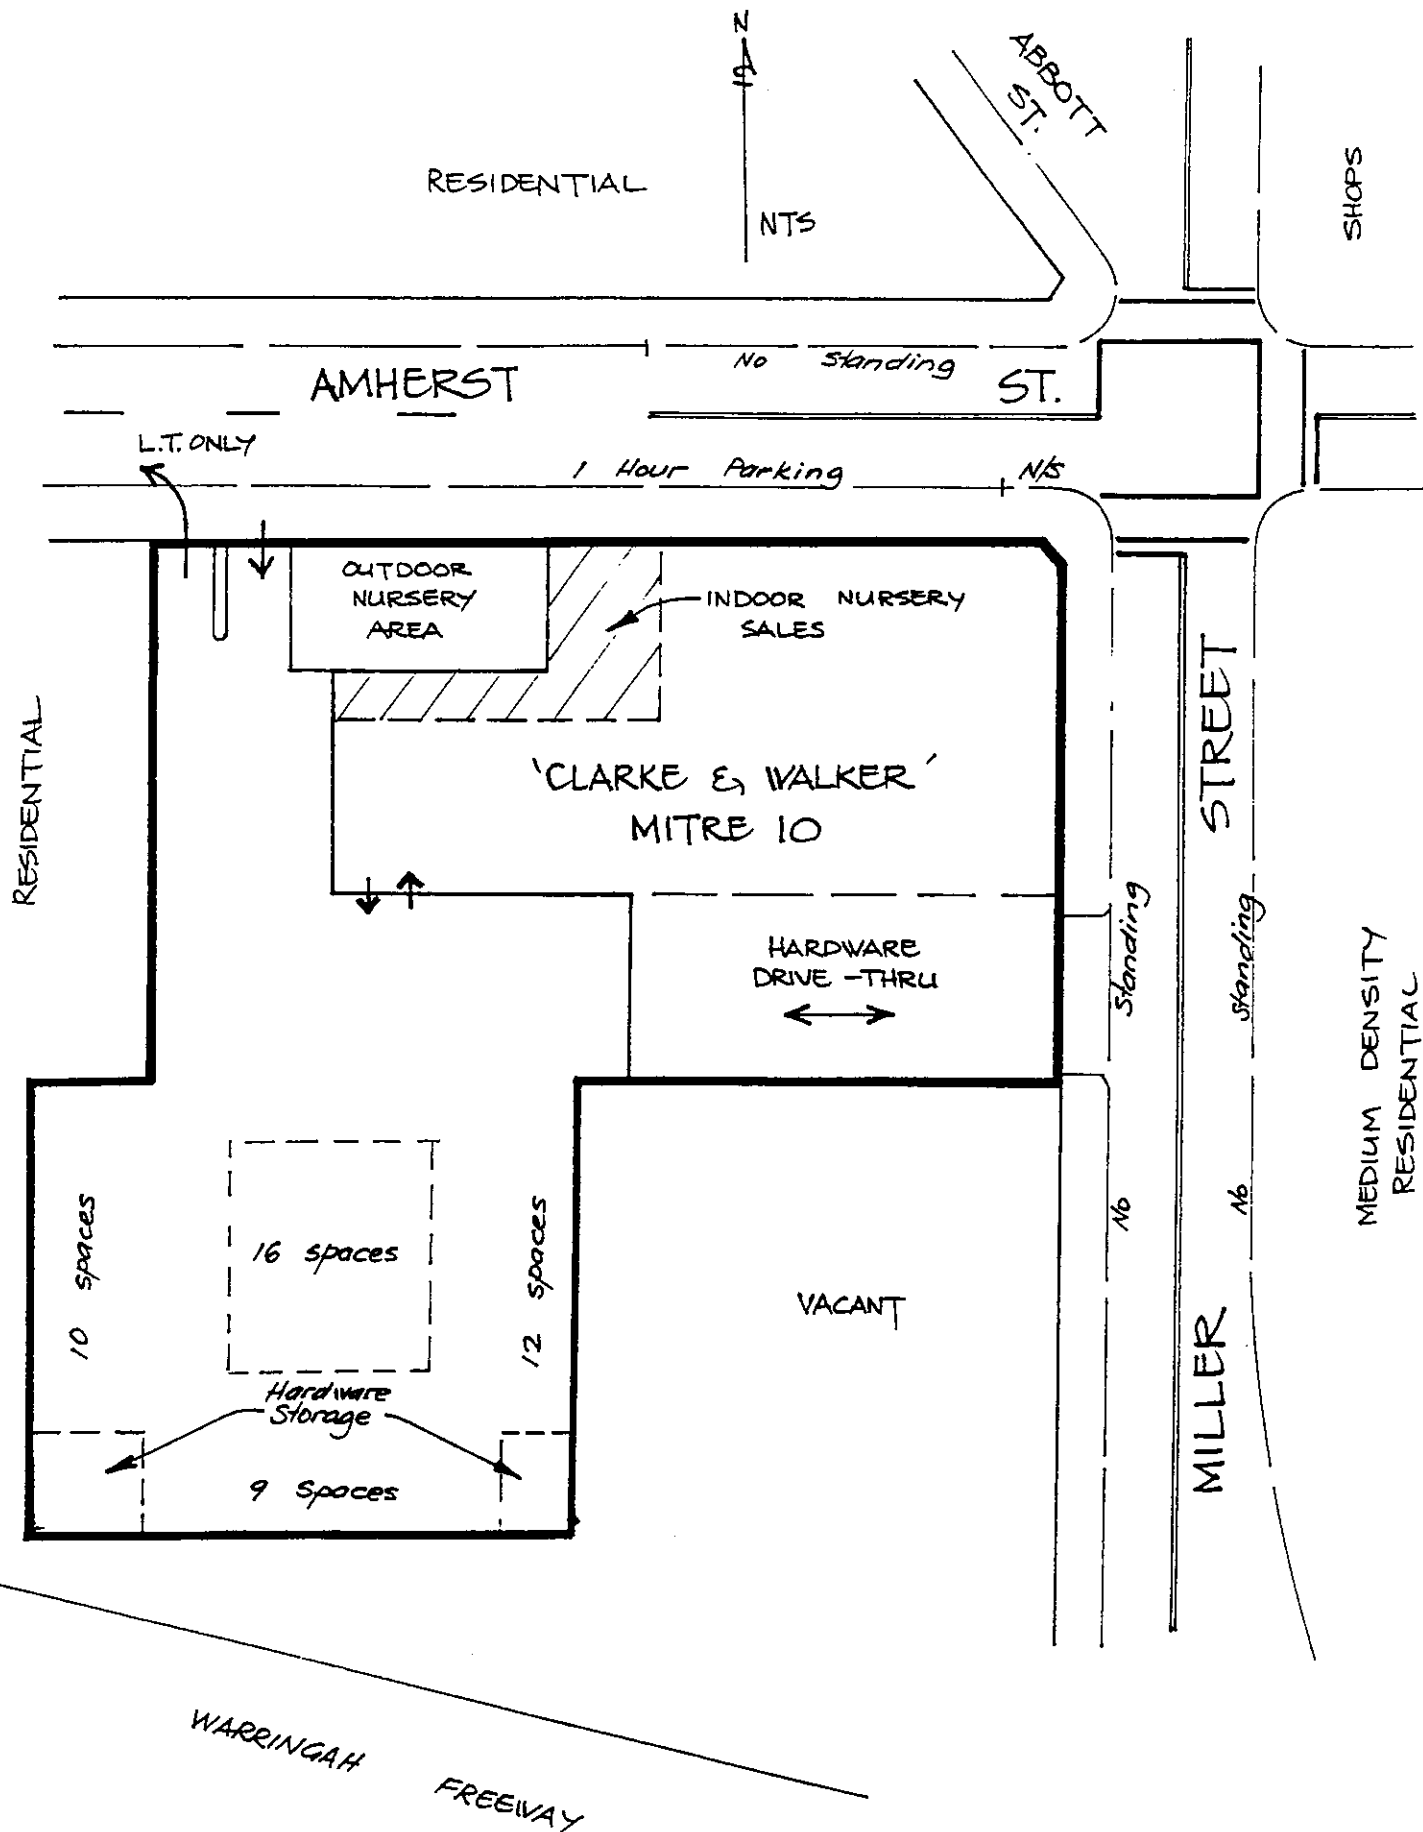 N
ABBOTT
ST.
RESIDENTIAL
NTS
SHOPS
No Standing
AMHERST ST.
L.T. ONLY
1 Hour Parking
N/S
OUTDOOR
NURSERY
AREA
INDOOR NURSERY
SALES
RESIDENTIAL
'CLARKE & WALKER'
MITRE 10
HARDWARE
DRIVE-THRU
MILLER STREET
No Standing
No Standing
MEDIUM DENSITY
RESIDENTIAL
10 spaces
16 spaces
12 spaces
VACANT
Hardware
Storage
9 Spaces
WARRINGAH FREEWAY